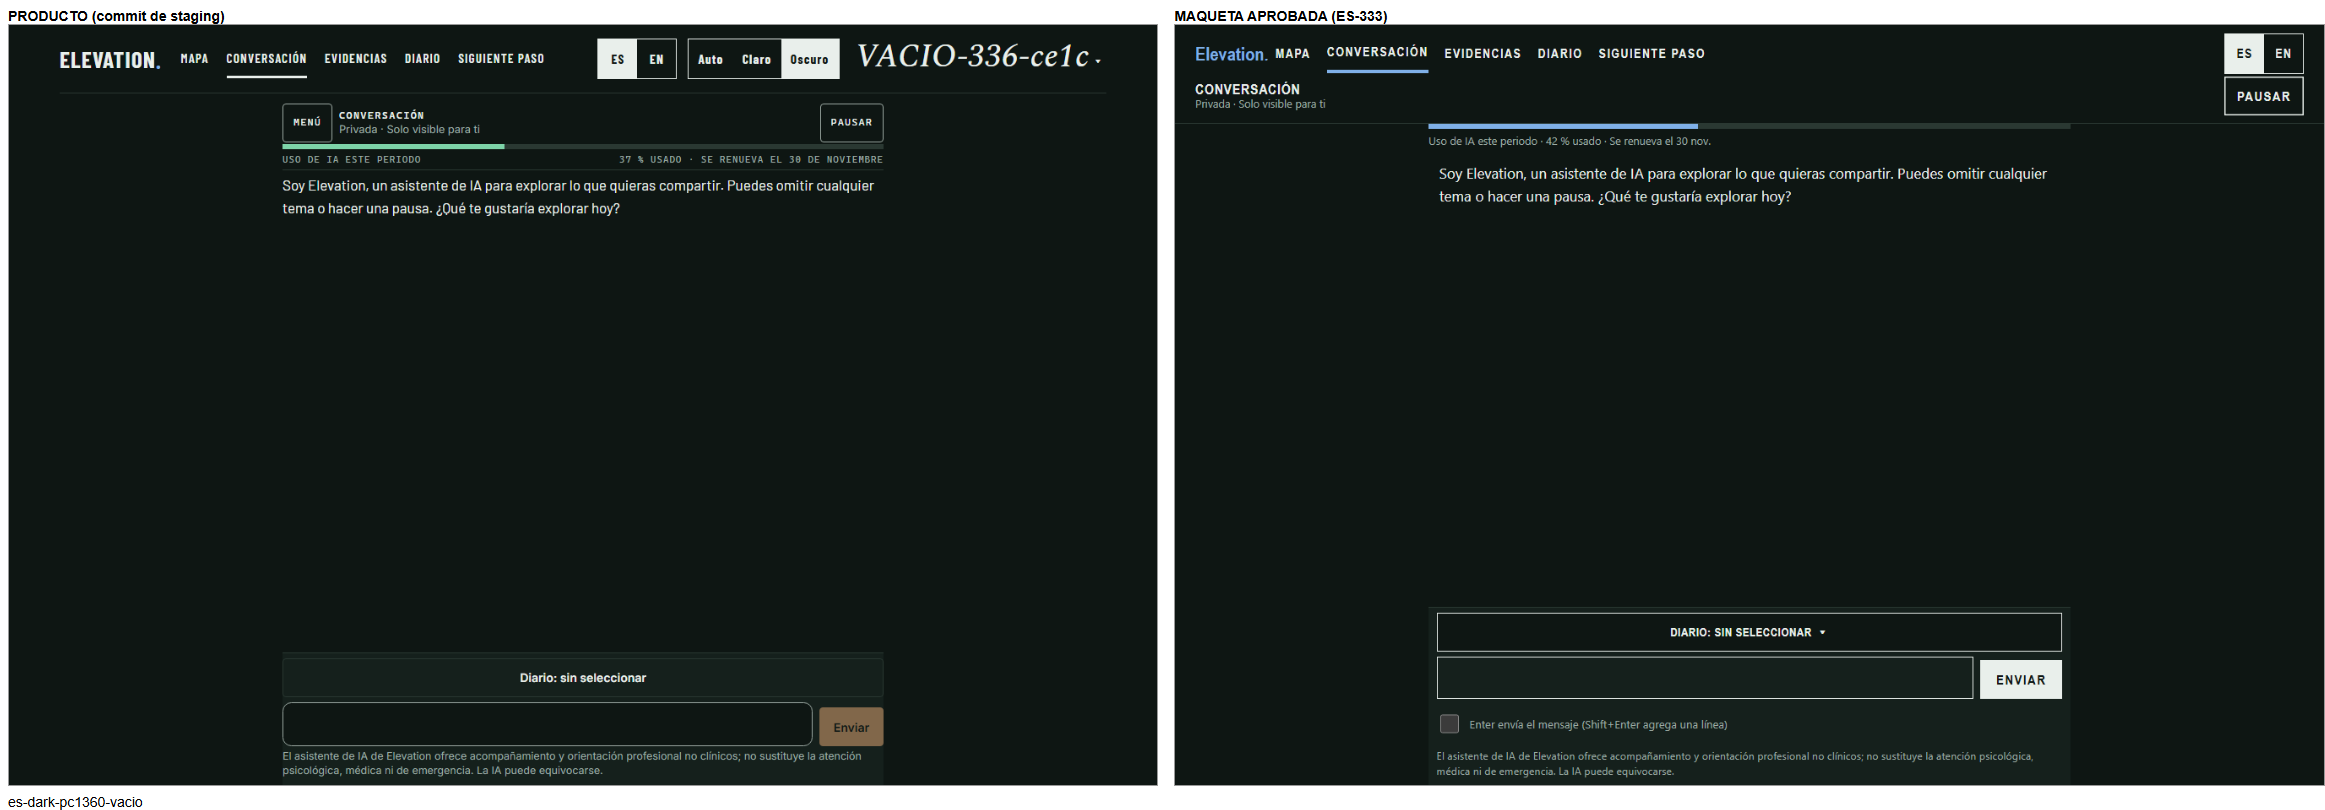 PRODUCTO (commit de staging)
ELEVATION. MAPA CONVERSACIÓN EVIDENCIAS DIARIO SIGUIENTE PASO ES EN Auto Claro Oscuro VACIO-336-ce1c
MENÚ CONVERSACIÓN PAUSAR
Privada · Solo visible para ti
USO DE IA ESTE PERIODO 37 % USADO · SE RENUEVA EL 30 DE NOVIEMBRE
Soy Elevation, un asistente de IA para explorar lo que quieras compartir. Puedes omitir cualquier
tema o hacer una pausa. ¿Qué te gustaría explorar hoy?
Diario: sin seleccionar
Enviar
El asistente de IA de Elevation ofrece acompañamiento y orientación profesional no clínicos; no sustituye la atención
psicológica, médica ni de emergencia. La IA puede equivocarse.
MAQUETA APROBADA (ES-333)
Elevation. MAPA CONVERSACIÓN EVIDENCIAS DIARIO SIGUIENTE PASO ES EN
CONVERSACIÓN PAUSAR
Privada · Solo visible para ti
Uso de IA este periodo · 42 % usado · Se renueva el 30 nov.
Soy Elevation, un asistente de IA para explorar lo que quieras compartir. Puedes omitir cualquier
tema o hacer una pausa. ¿Qué te gustaría explorar hoy?
DIARIO: SIN SELECCIONAR
ENVIAR
Enter envía el mensaje (Shift+Enter agrega una línea)
El asistente de IA de Elevation ofrece acompañamiento y orientación profesional no clínicos; no sustituye la atención psicológica,
médica ni de emergencia. La IA puede equivocarse.
es-dark-pc1360-vacio